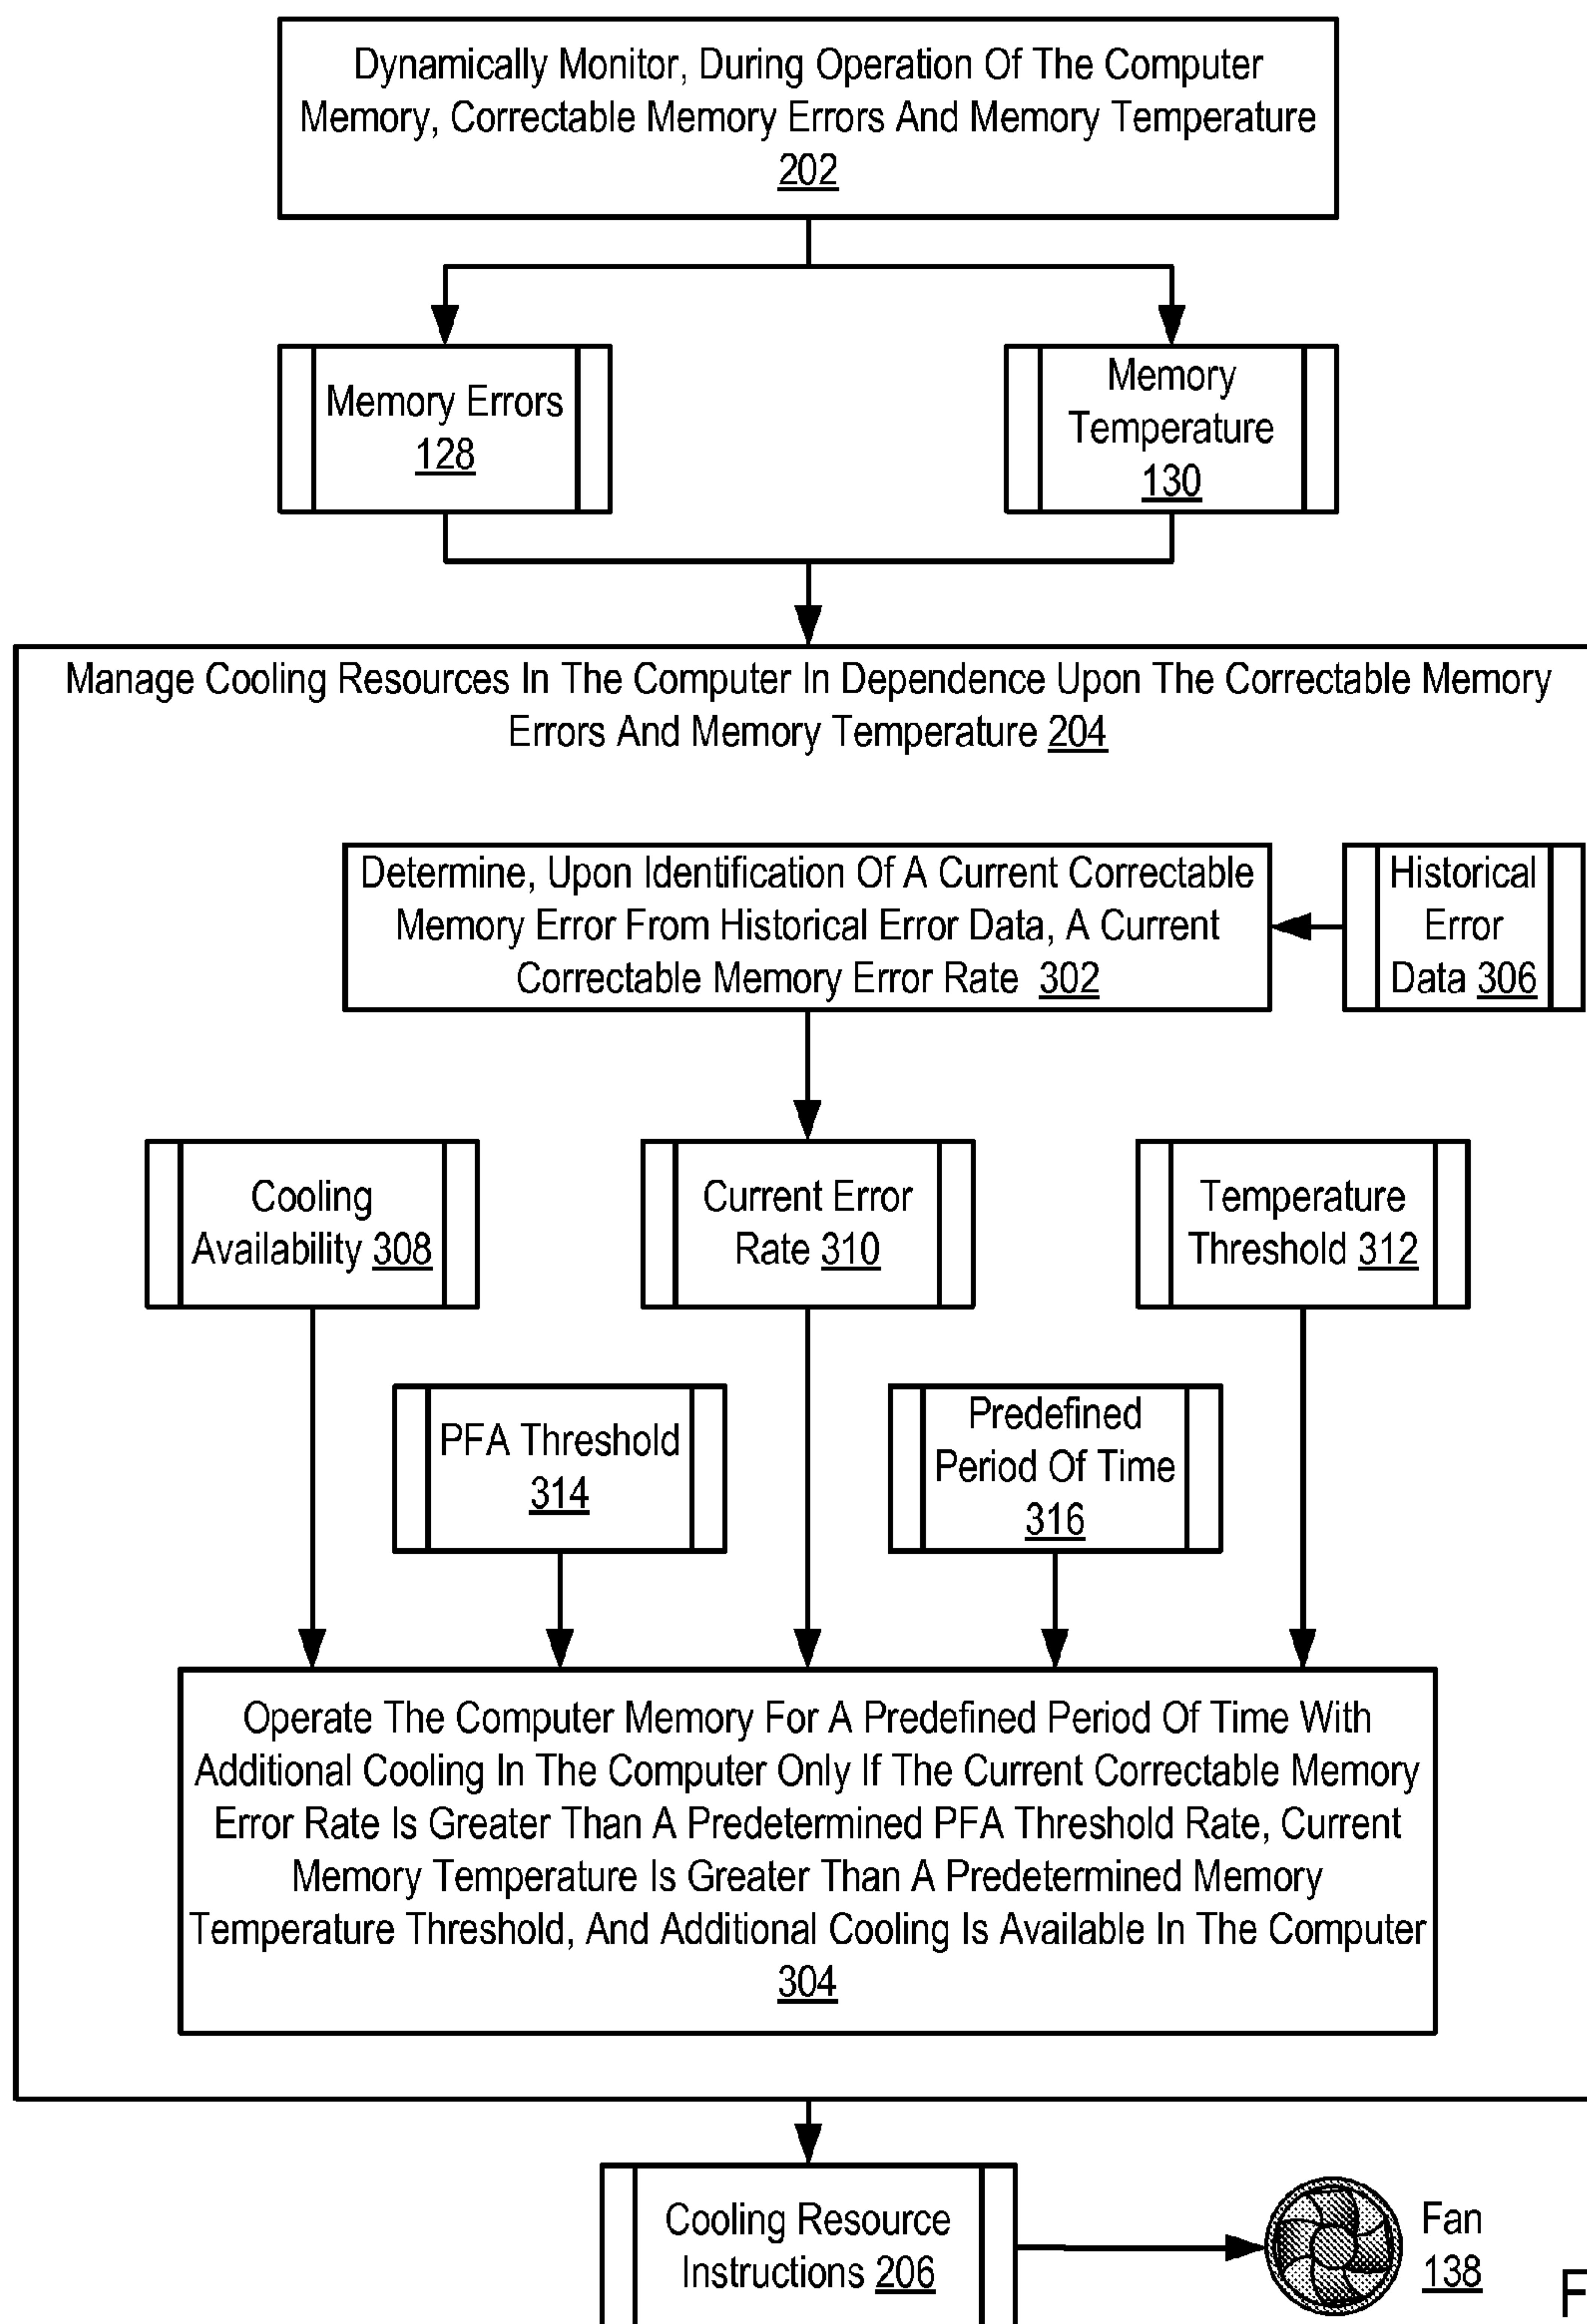 Dynamically Monitor, During Operation Of The Computer
Memory, Correctable Memory Errors And Memory Temperature
202
Memory Errors
128
Memory
Temperature
130
Manage Cooling Resources In The Computer In Dependence Upon The Correctable Memory
Errors And Memory Temperature 204
Determine, Upon Identification Of A Current Correctable
Memory Error From Historical Error Data, A Current
Correctable Memory Error Rate 302
Historical
Error
Data 306
Cooling
Availability 308
Current Error
Rate 310
Temperature
Threshold 312
PFA Threshold
314
Predefined
Period Of Time
316
Operate The Computer Memory For A Predefined Period Of Time With
Additional Cooling In The Computer Only If The Current Correctable Memory
Error Rate Is Greater Than A Predetermined PFA Threshold Rate, Current
Memory Temperature Is Greater Than A Predetermined Memory
Temperature Threshold, And Additional Cooling Is Available In The Computer
304
Cooling Resource
Instructions 206
Fan
138